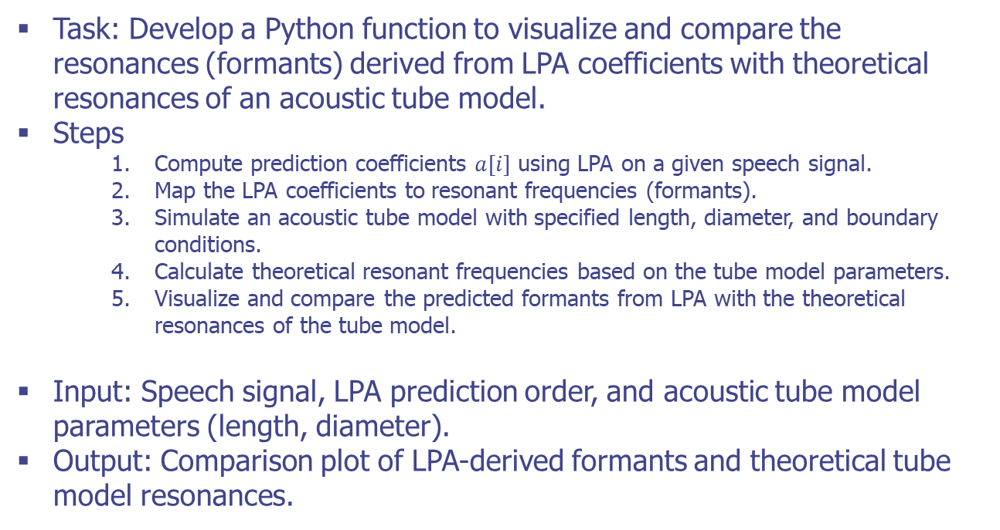 ▪ Task: Develop a Python function to visualize and compare the
resonances (formants) derived from LPA coefficients with theoretical
resonances of an acoustic tube model.
▪ Steps
1. Compute prediction coefficients a[i] using LPA on a given speech signal.
2. Map the LPA coefficients to resonant frequencies (formants).
3. Simulate an acoustic tube model with specified length, diameter, and boundary
conditions.
4. Calculate theoretical resonant frequencies based on the tube model parameters.
5. Visualize and compare the predicted formants from LPA with the theoretical
resonances of the tube model.
▪ Input: Speech signal, LPA prediction order, and acoustic tube model
parameters (length, diameter).
▪ Output: Comparison plot of LPA-derived formants and theoretical tube
model resonances.